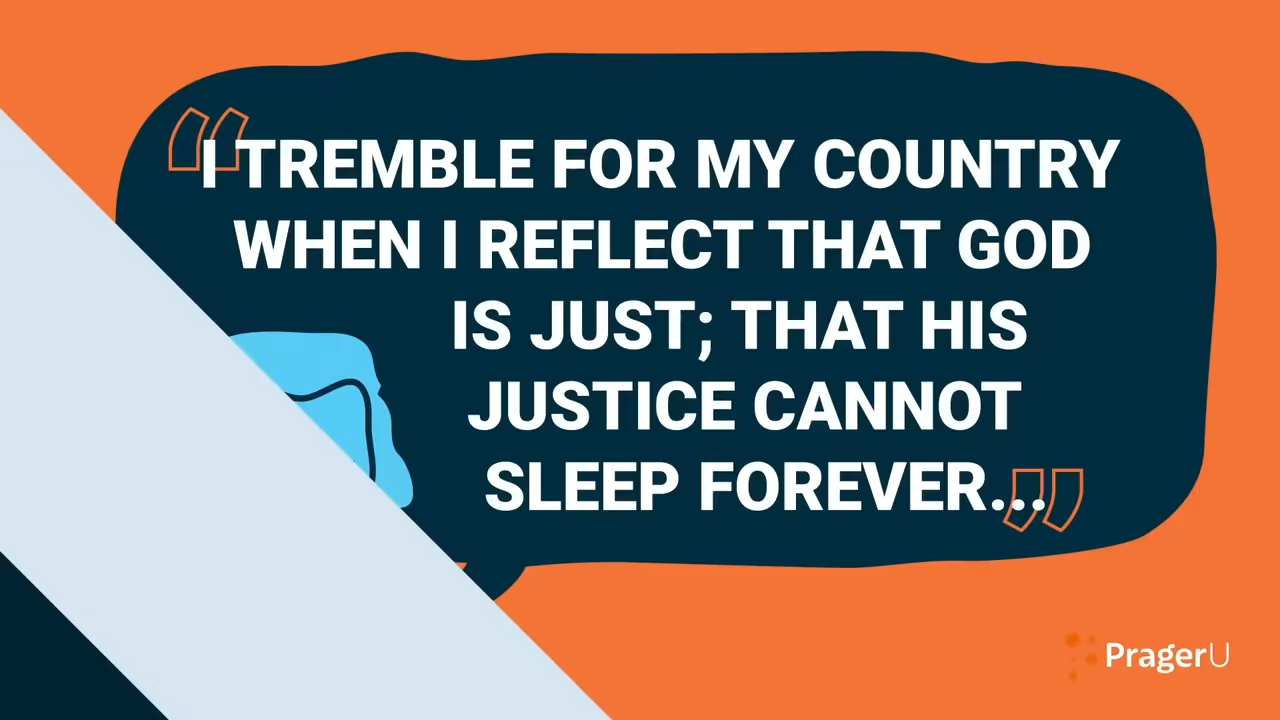 “I TREMBLE FOR MY COUNTRY
WHEN I REFLECT THAT GOD
IS JUST; THAT HIS
JUSTICE CANNOT
SLEEP FOREVER...”
PragerU